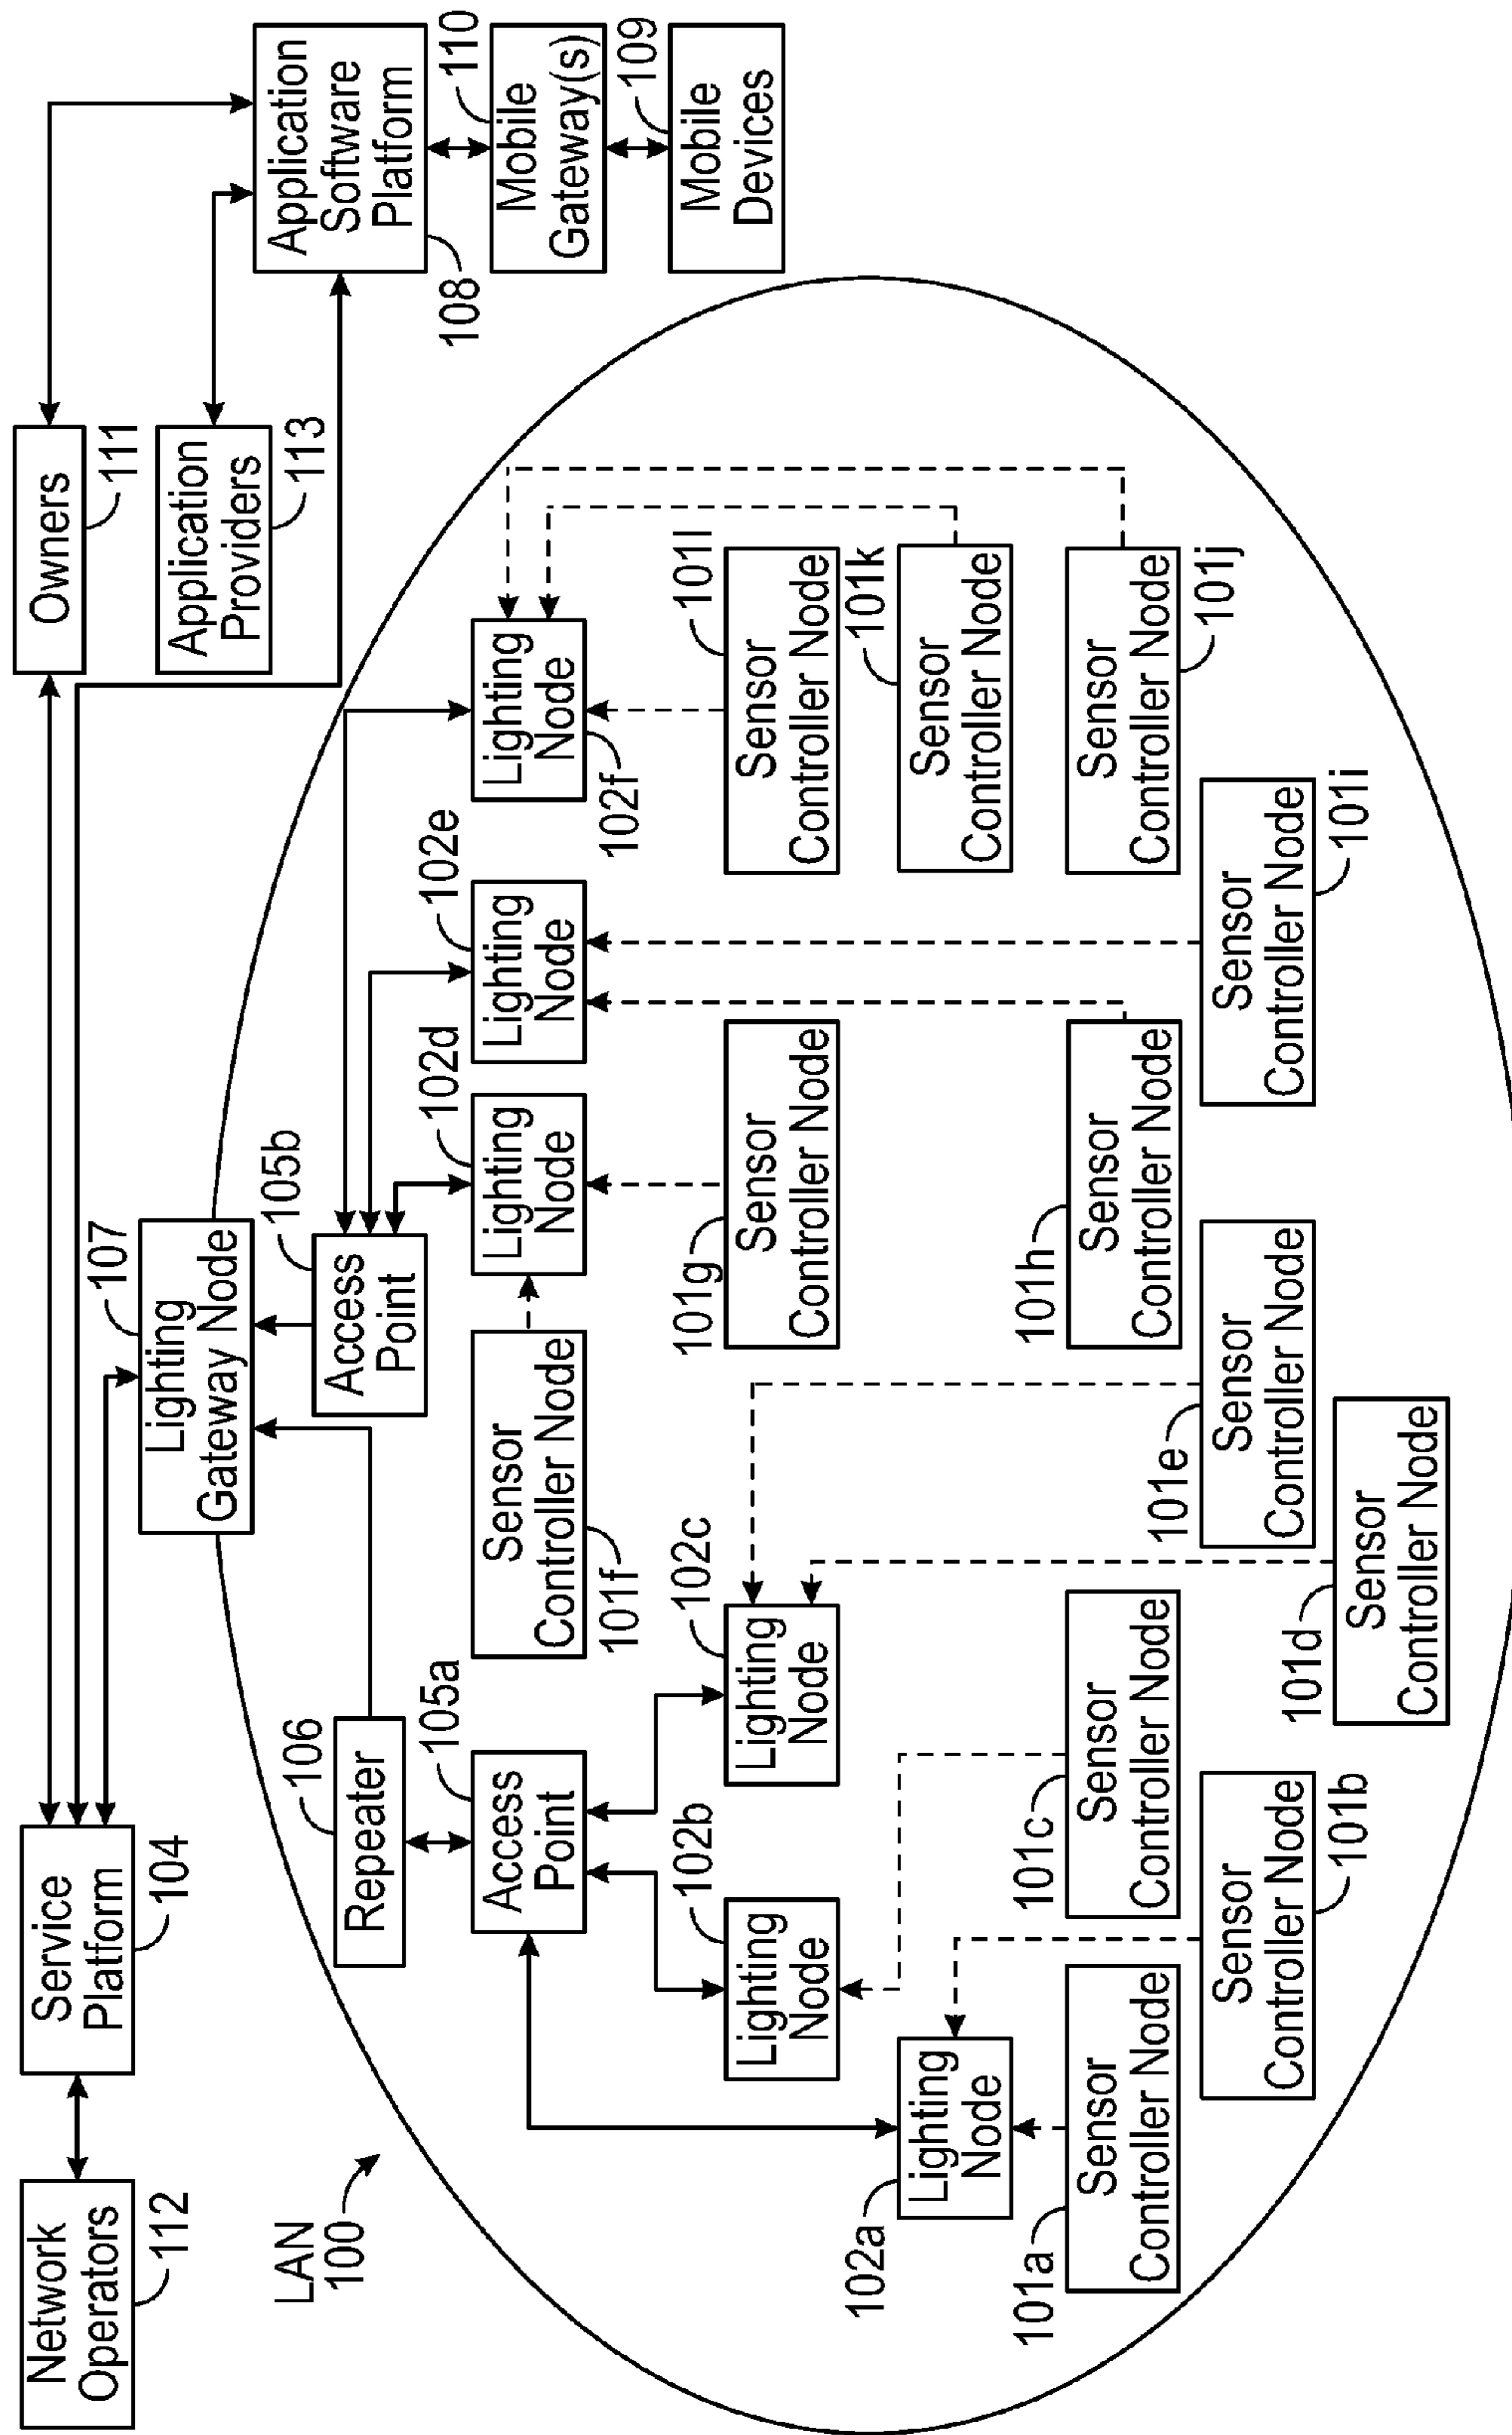 Network
Operators
112
Service
Platform
104
Owners
111
Application
Providers
113
Application
Software
Platform
108
110
Mobile
Gateway(s)
109
Mobile
Devices
LAN
100
107
Lighting
Gateway Node
106
Repeater
105b
Access
Point
105a
Access
Point
Sensor
Controller Node
101f
102d
Lighting
Node
102e
Lighting
Node
Lighting
Node
102f
102b
Lighting
Node
102c
Lighting
Node
101g
Sensor
Controller Node
Sensor
Controller Node
101l
102a
Lighting
Node
101k
Sensor
Controller Node
101a
Sensor
Controller Node
101c
Sensor
Controller Node
101h
Sensor
Controller Node
Sensor
Controller Node
101j
Sensor
Controller Node
101b
101e
Sensor
Controller Node
Sensor
Controller Node
101i
101d
Sensor
Controller Node